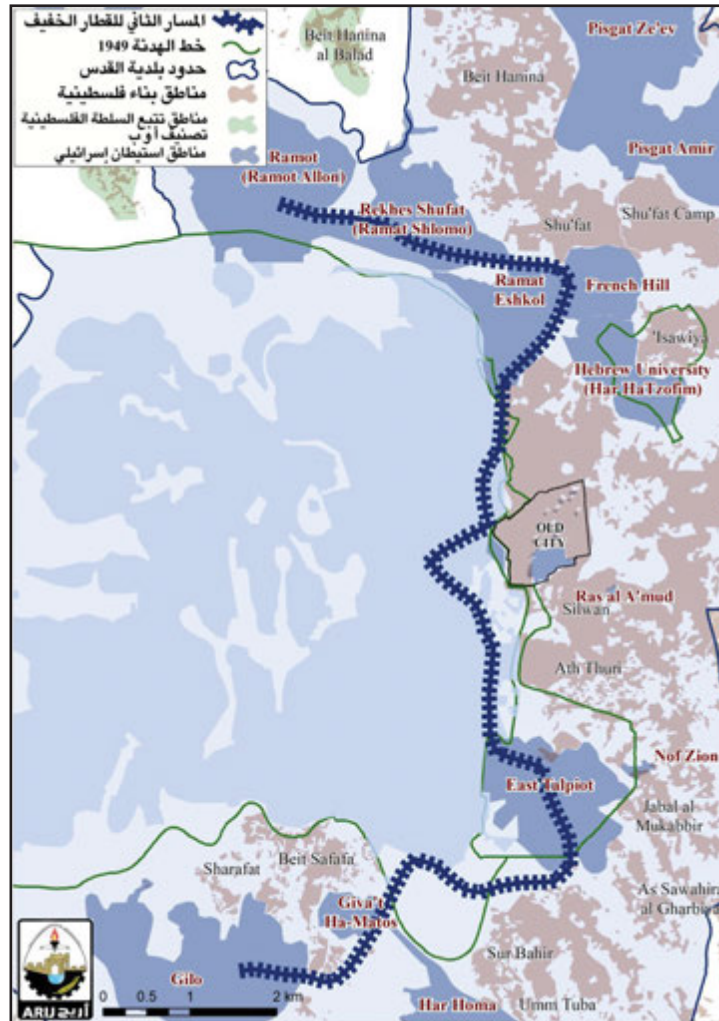 المسار الثاني للقطار الخفيف
خط الهدنة 1949
حدود بلدية القدس
مناطق بناء فلسطينية
مناطق تتبع السلطة الفلسطينية
تصنيف أ و ب
مناطق استيطان إسرائيلي
Beit Hanina
al Balad
Pisgat Ze'ev
Beit Hanina
Pisgat Amir
Ramot
(Ramot Allon)
Rekhes Shufat
(Ramat Shlomo)
Shu'fat
Shu'fat Camp
Ramat
Eshkol
French Hill
'Isawiya
Hebrew University
(Har HaTzofim)
OLD
CITY
Ras al A'mud
Silwan
Ath Thuri
Nof Zion
East Talpiot
Jabal al
Mukabbir
Beit Safafa
Sharafat
As Sawahira
al Gharbiya
Giva't
Ha-Matos
Sur Bahir
Gilo
Har Homa
Umm Tuba
0 0.5 1 2 km
ARIJ أريج